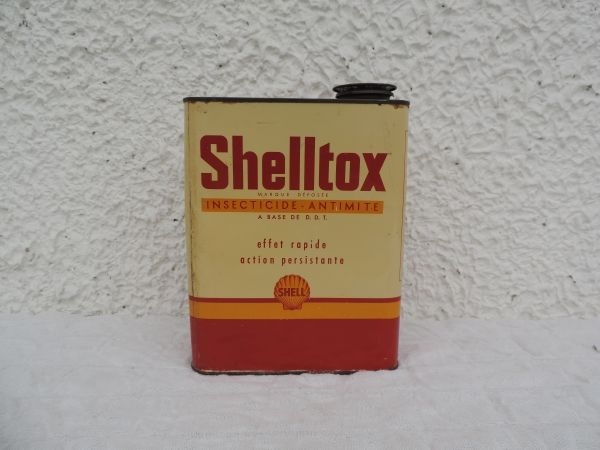 Shelltox
MARQUE DÉPOSÉE
INSECTICIDE-ANTIMITE
A BASE DE D.D.T.
effet rapide
action persistante
SHELL